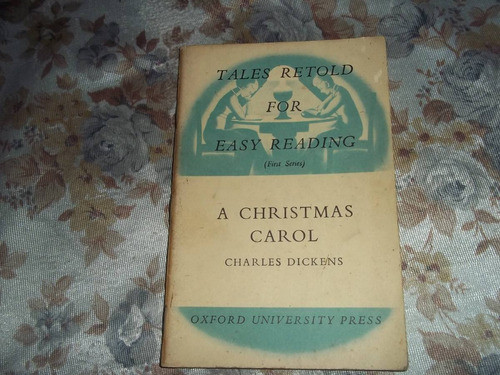 TALES RETOLD
FOR
EASY READING
(First Series)
A CHRISTMAS
CAROL
CHARLES DICKENS
OXFORD UNIVERSITY PRESS